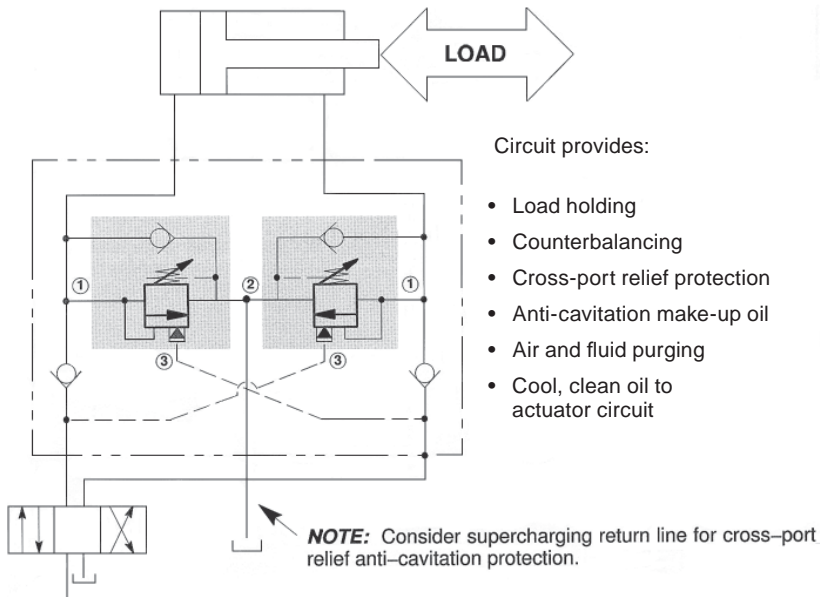 LOAD
Circuit provides:
• Load holding
• Counterbalancing
• Cross-port relief protection
• Anti-cavitation make-up oil
• Air and fluid purging
• Cool, clean oil to
actuator circuit
1
2
1
3
3
NOTE: Consider supercharging return line for cross–port
relief anti–cavitation protection.